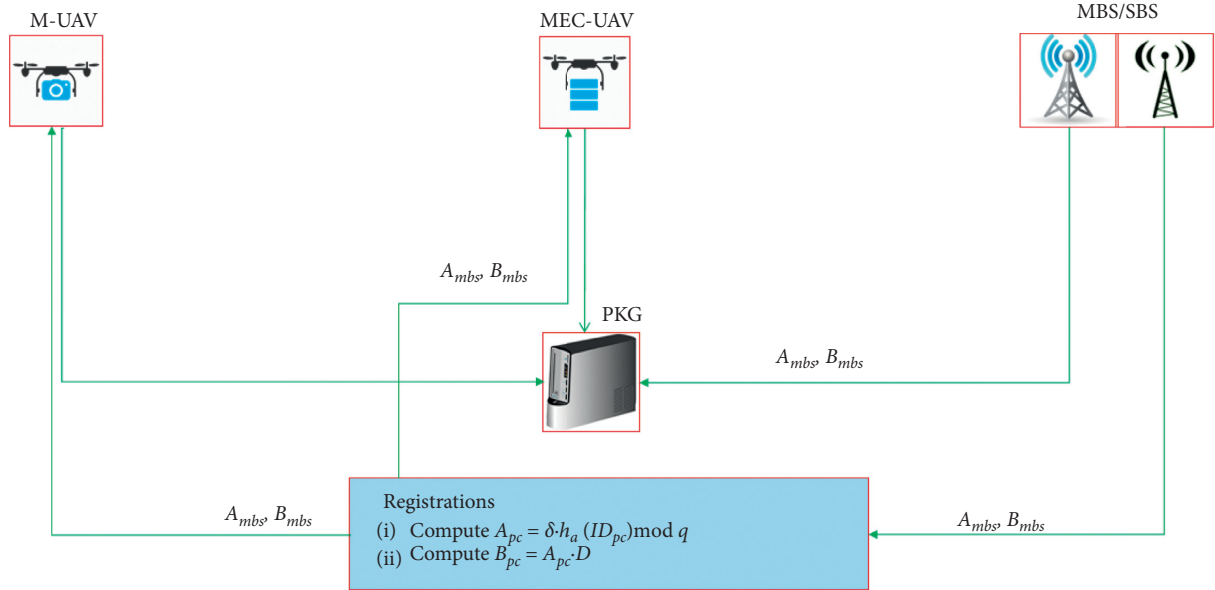 M-UAV
MEC-UAV
MBS/SBS
A_mbs, B_mbs
PKG
A_mbs, B_mbs
A_mbs, B_mbs
Registrations
(i) Compute A_pc = δ·h_a (ID_pc) mod q
(ii) Compute B_pc = A_pc·D
A_mbs, B_mbs